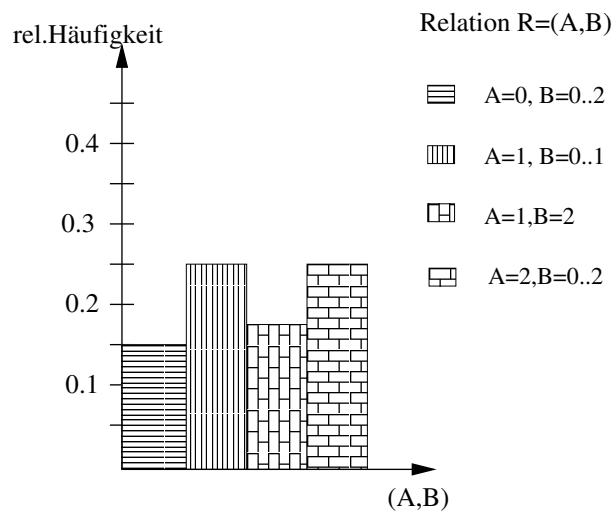 Relation R=(A,B)
rel.Häufigkeit
A=0, B=0..2
0.4
A=1, B=0..1
0.3
A=1,B=2
A=2,B=0..2
0.2
0.1
(A,B)